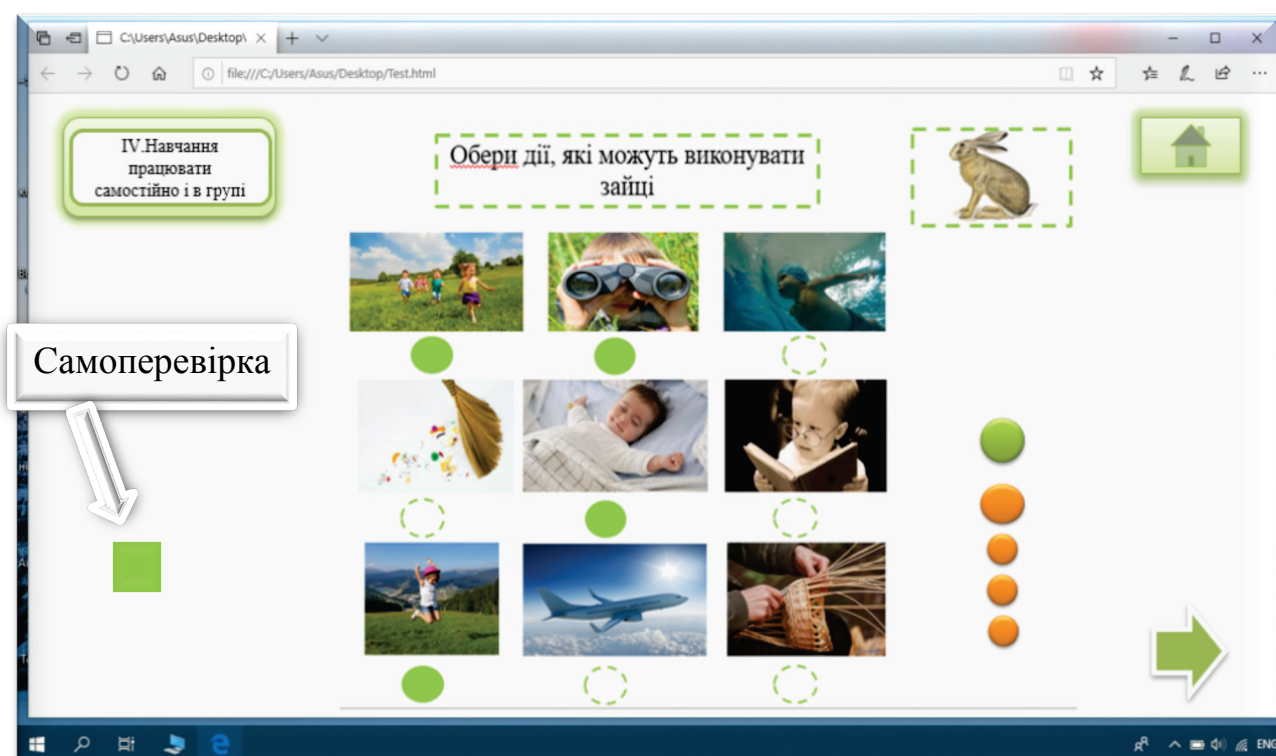 C:\Users\Asus\Desktop\
file:///C:/Users/Asus/Desktop/Test.html
IV.Навчання
працювати
самостійно і в групі
Обери дії, які можуть виконувати
зайці
Самоперевірка
ENG